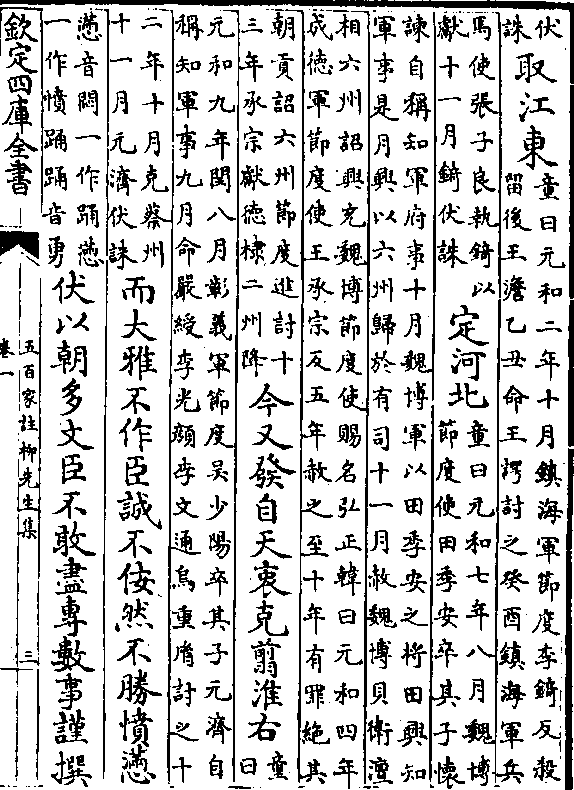 伏
誅
取江東
童曰元和二年十月鎮海軍節度李錡反殺
留後王澹乙丑命王諤討之癸酉鎮海軍兵
馬使張子良執錡以
獻十一月錡伏誅
定河北
童曰元和七年八月魏博
節度使田季安卒其子懷
諫自稱知軍府事十月魏博軍以田季安之將田興知
軍事是月興以六州歸於有司十一月赦魏博貝衛澶
相六州詔興充魏博節度使賜名弘正韓曰元和四年
成德軍節度使王承宗反五年赦之至十年有罪絕其
朝貢詔六州節度進討十
三年承宗獻德棣二州降
今又發自天衷克翦淮右
童
曰
元和九年閏八月彰義軍節度吳少陽卒其子元濟自
稱知軍事九月命嚴綬李光顔李文通烏重脩討之十
二年十月克蔡州
十一月元濟伏誅
而大雅不作臣誠不佞然不勝憤懣
懣音悶一作踊懣
一作憤踊踊音勇
伏以朝多文臣不敢盡專數事謹撰
欽定四庫全書
五百家註柳先生集
卷一
三